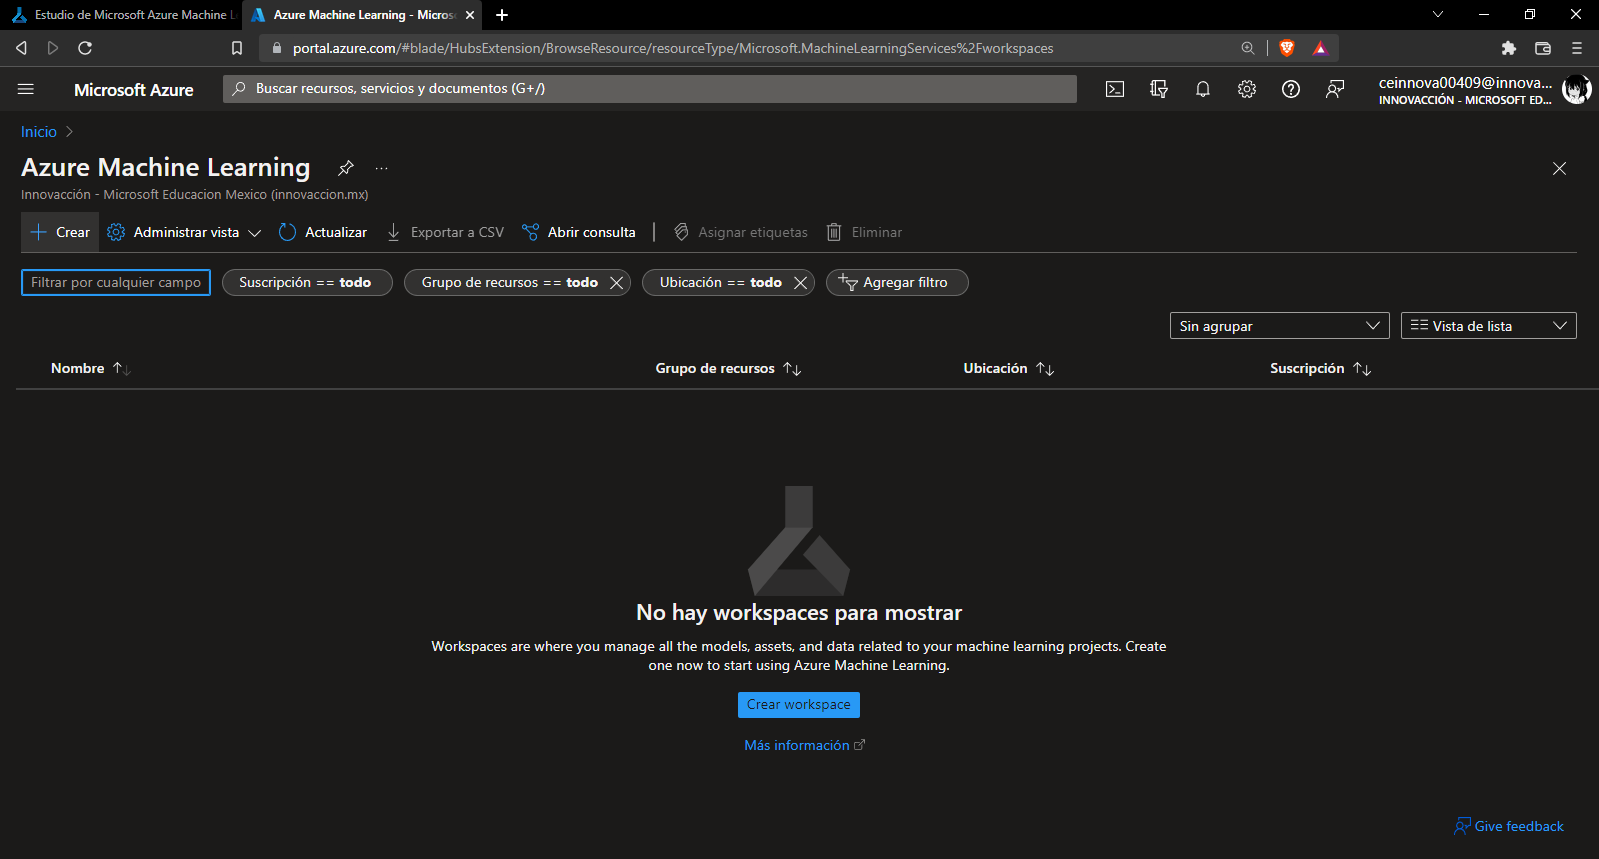 Estudio de Microsoft Azure Machine L
Azure Machine Learning - Micros
portal.azure.com/#blade/HubsExtension/BrowseResource/resourceType/Microsoft.MachineLearningServices%2Fworkspaces
Microsoft Azure
Buscar recursos, servicios y documentos (G+/)
ceinnova00409@innova...
INNOVACCIÓN - MICROSOFT ED...
Inicio
Azure Machine Learning
Innovacción - Microsoft Educacion Mexico (innovaccion.mx)
Crear
Administrar vista
Actualizar
Exportar a CSV
Abrir consulta
Asignar etiquetas
Eliminar
Filtrar por cualquier campo
Suscripción == todo
Grupo de recursos == todo
Ubicación == todo
Agregar filtro
Sin agrupar
Vista de lista
Nombre
Grupo de recursos
Ubicación
Suscripción
No hay workspaces para mostrar
Workspaces are where you manage all the models, assets, and data related to your machine learning projects. Create
one now to start using Azure Machine Learning.
Crear workspace
Más información
Give feedback